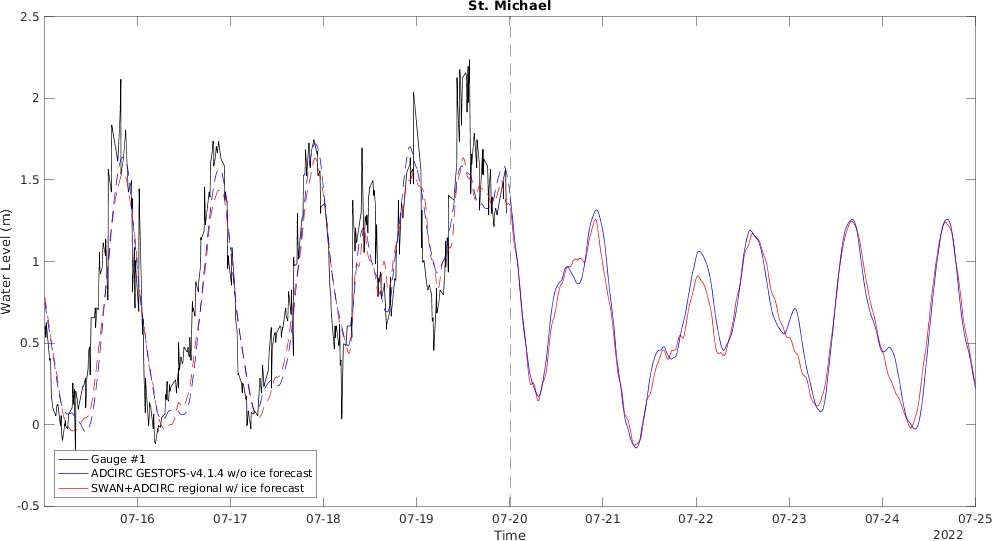 St. Michael
2.5
2
1.5
1
0.5
0
-0.5
Water Level (m)
Gauge #1
ADCIRC GESTOFS-v4.1.4 w/o ice forecast
SWAN+ADCIRC regional w/ ice forecast
07-16 07-17 07-18 07-19 07-20 07-21 07-22 07-23 07-24 07-25
Time
2022